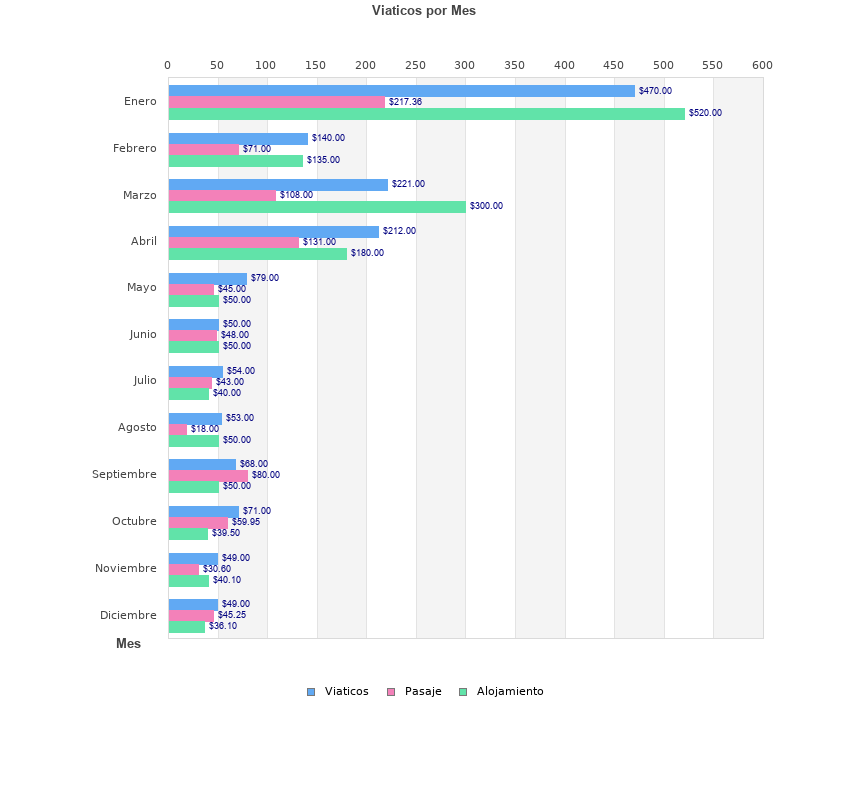 Viaticos por Mes
0 50 100 150 200 250 300 350 400 450 500 550 600
Enero
$470.00
$217.36
$520.00
Febrero
$140.00
$71.00
$135.00
Marzo
$221.00
$108.00
$300.00
Abril
$212.00
$131.00
$180.00
Mayo
$79.00
$45.00
$50.00
Junio
$50.00
$48.00
$50.00
Julio
$54.00
$43.00
$40.00
Agosto
$53.00
$18.00
$50.00
Septiembre
$68.00
$80.00
$50.00
Octubre
$71.00
$59.95
$39.50
Noviembre
$49.00
$30.60
$40.10
Diciembre
$49.00
$45.25
$36.10
Mes
Viaticos Pasaje Alojamiento